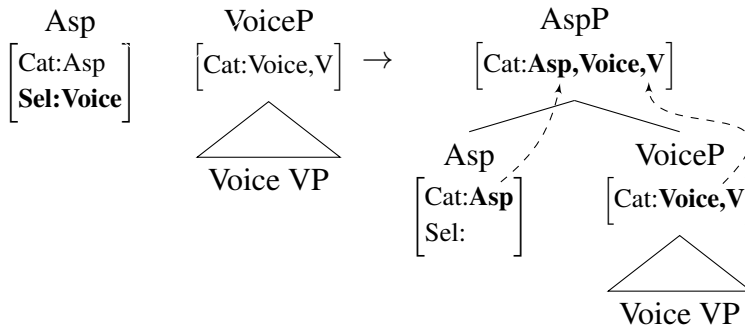 Asp VoiceP AspP
[Cat:Asp [Cat:Voice,V] → [Cat:Asp,Voice,V]
Sel:Voice]
Voice VP
Asp VoiceP
[Cat:Asp [Cat:Voice,V
Sel: ]
Voice VP